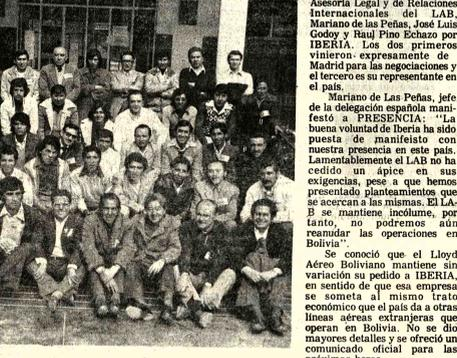 Asesoría Legal y de Relaciones
Internacionales del LAB,
Mariano de las Peñas, José Luis
Godoy y Raul Pino Echazo por
IBERIA. Los dos primeros
vinieron expresamente de
Madrid para las negociaciones y
el tercero es su representante en
el país.
Mariano de Las Peñas, jefe
de la delegación española mani-
festó a PRESENCIA: "La
buena voluntad de Iberia ha sido
puesta de manifeisto con
nuestra presencia en este país.
Lamentablemente el LAB no ha
cedido un ápice en sus
exigencias, pese a que hemos
presentado planteamientos que
se acercan a las mismas. El LA-
B se mantiene incólume, por
tanto, no podremos aún
reanudar las operaciones en
Bolivia".
Se conoció que el Lloyd
Aéreo Boliviano mantiene sin
variación su pedido a IBERIA,
en sentido de que esa empresa
se someta al mismo trato
económico que el país da a otras
líneas aéreas extranjeras que
operan en Bolivia. No se dio
mayores detalles y se ofreció un
comunicado oficial para las